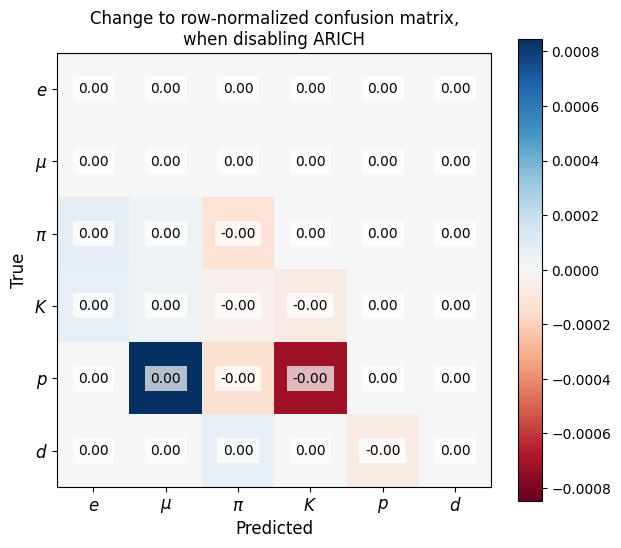 Change to row-normalized confusion matrix,
when disabling ARICH
e 0.00 0.00 0.00 0.00 0.00 0.00
μ 0.00 0.00 0.00 0.00 0.00 0.00
π 0.00 0.00 -0.00 0.00 0.00 0.00
K 0.00 0.00 -0.00 -0.00 0.00 0.00
p 0.00 0.00 -0.00 -0.00 0.00 0.00
d 0.00 0.00 0.00 0.00 -0.00 0.00
e μ π K p d
Predicted
True
0.0008
0.0006
0.0004
0.0002
0.0000
−0.0002
−0.0004
−0.0006
−0.0008